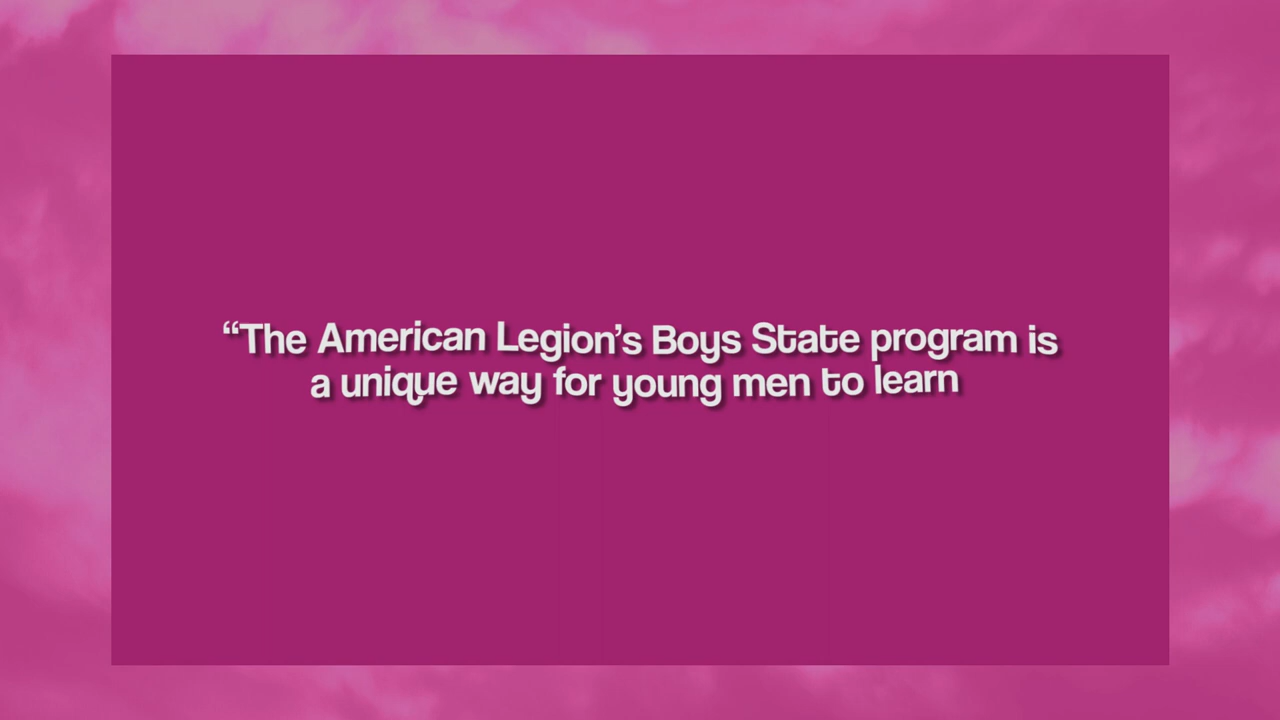 “The American Legion’s Boys State program is
a unique way for young men to learn